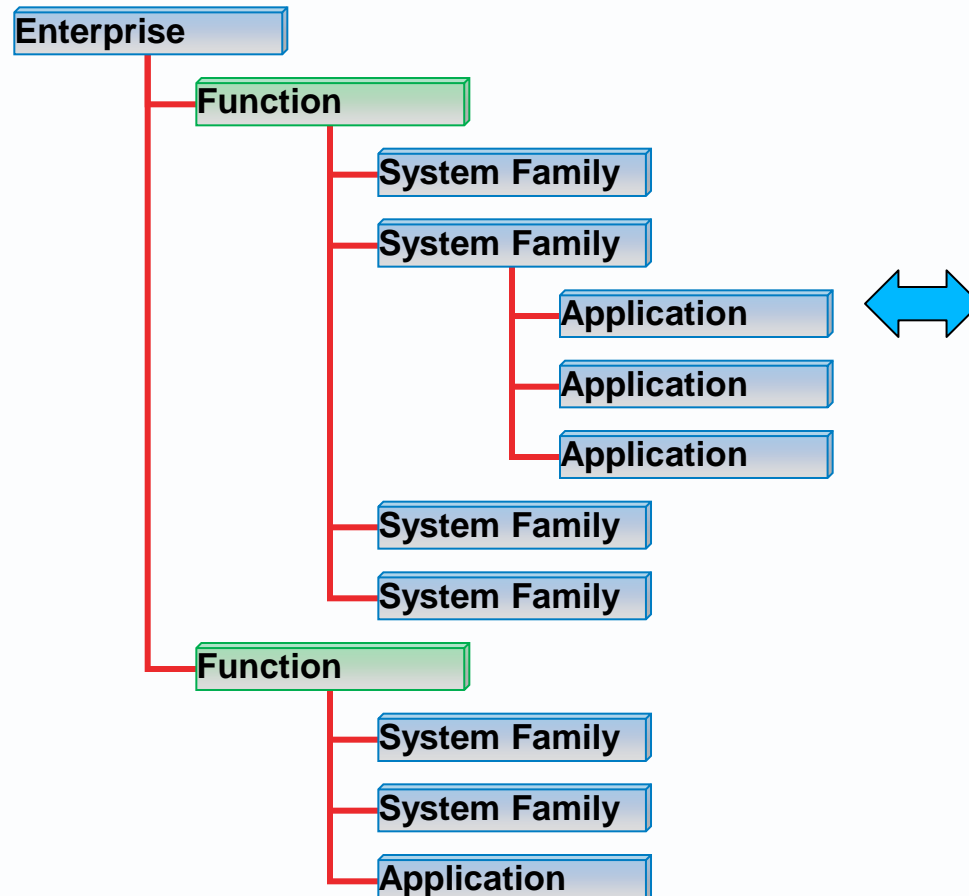 Enterprise
Function
System Family
System Family
Application
Application
Application
System Family
System Family
Function
System Family
System Family
Application